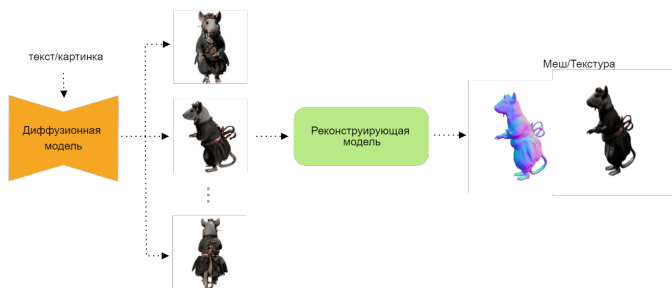 текст/картинка
Диффузионная
модель
Реконструирующая
модель
Меш/Текстура